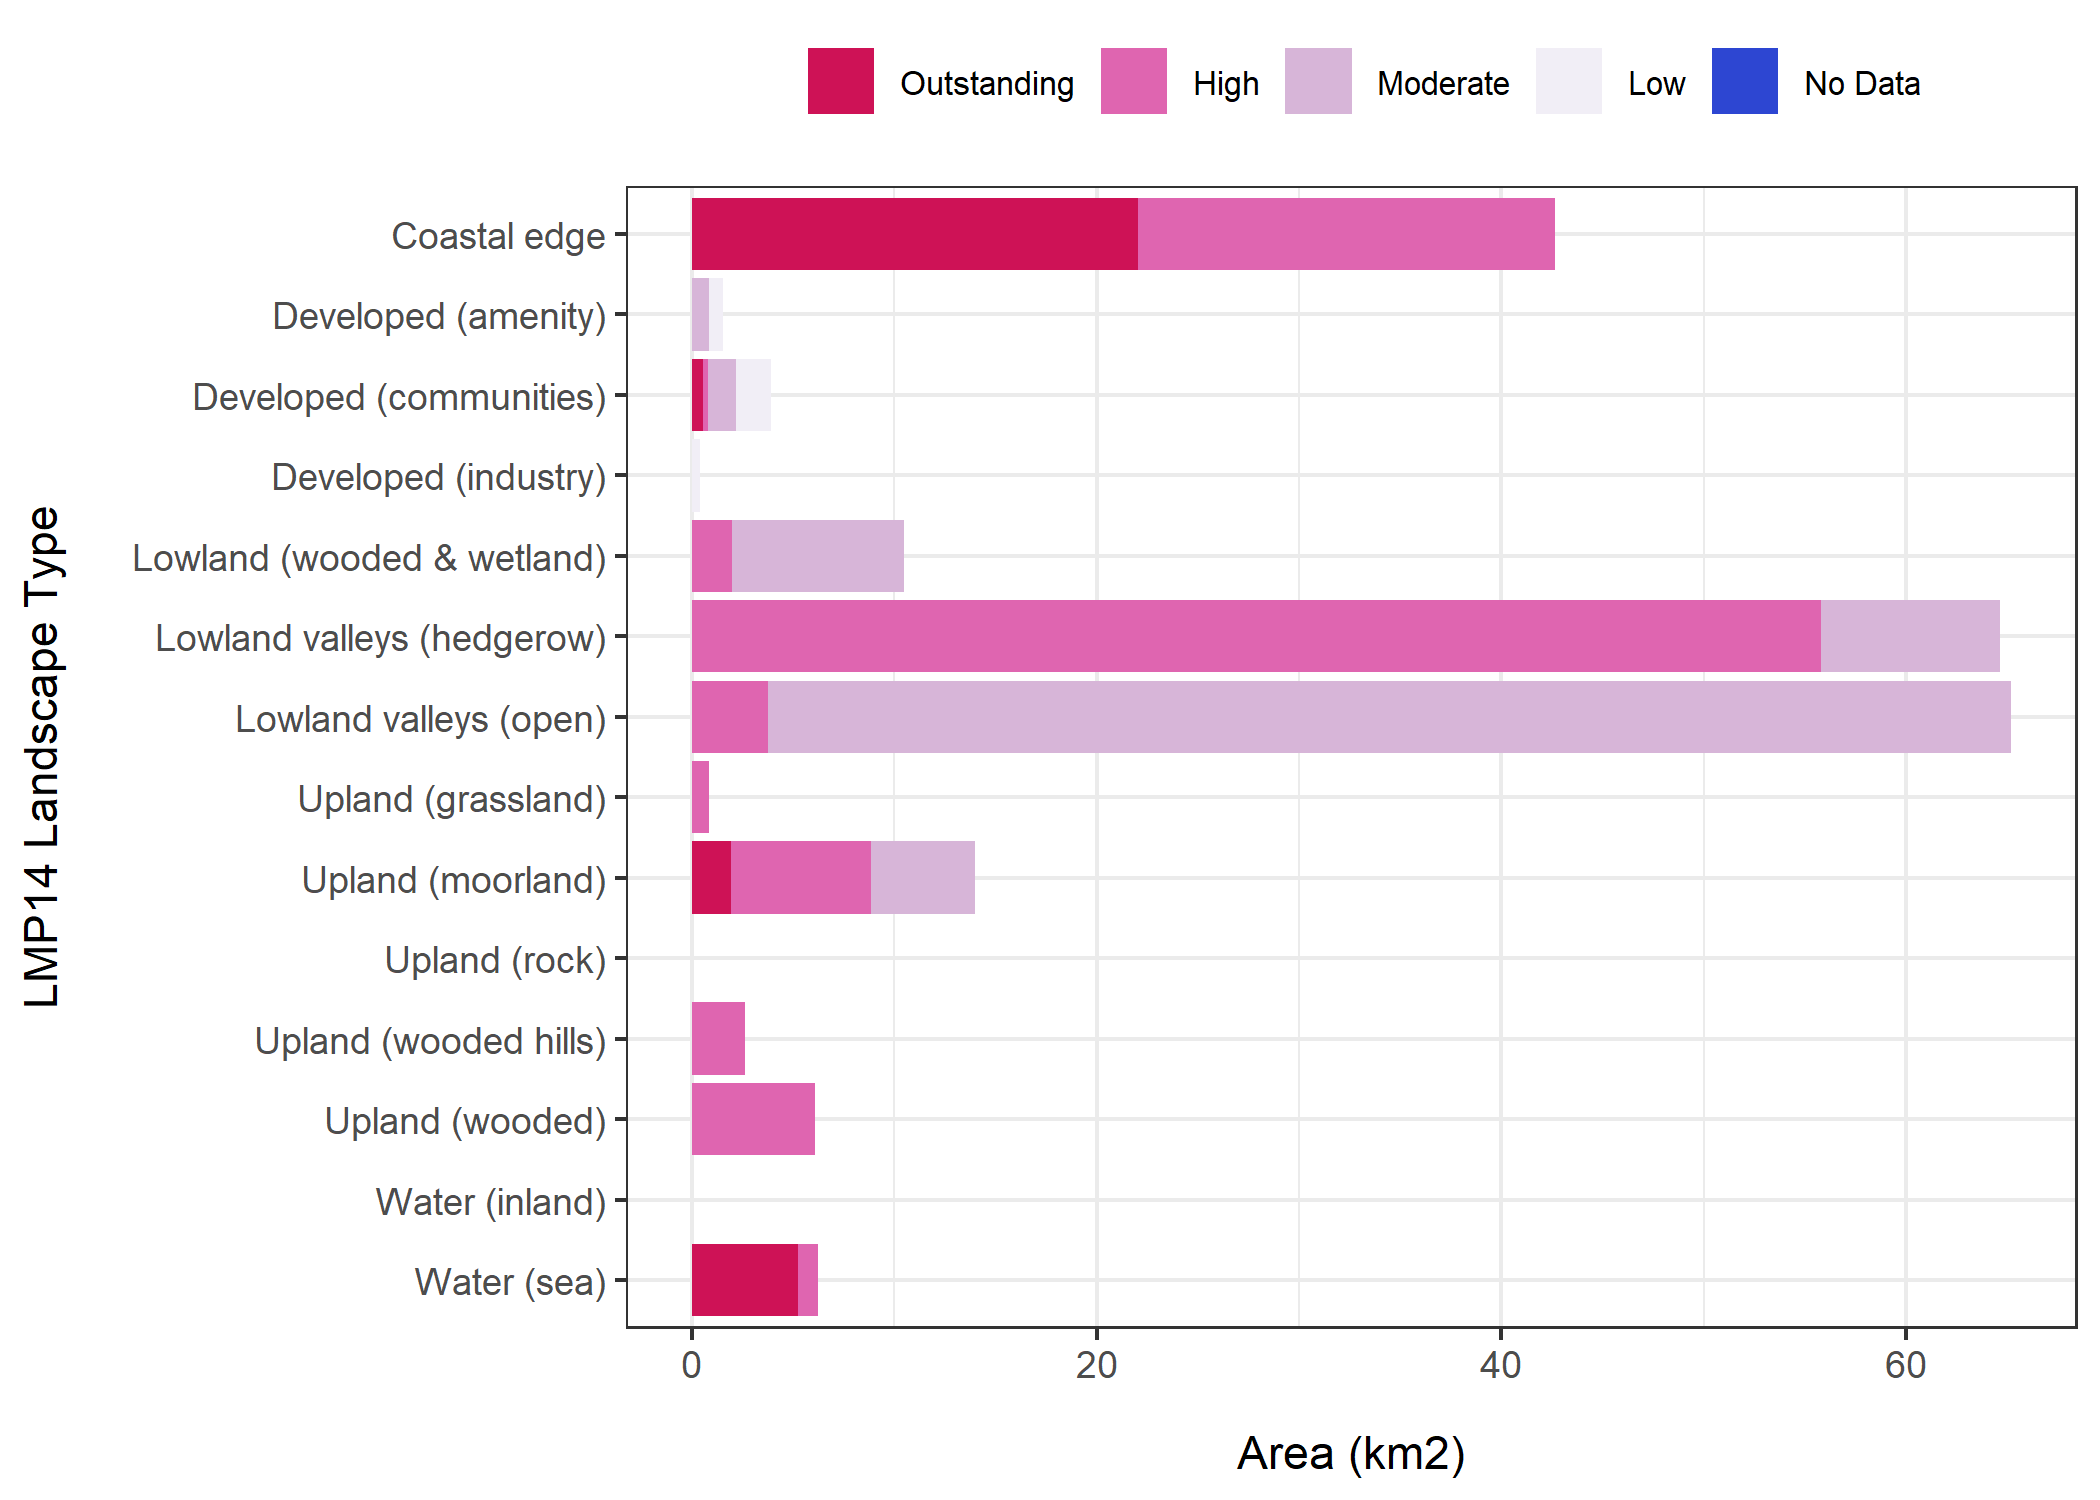 Outstanding High Moderate Low No Data
Coastal edge
Developed (amenity)
Developed (communities)
Developed (industry)
Lowland (wooded & wetland)
Lowland valleys (hedgerow)
Lowland valleys (open)
Upland (grassland)
Upland (moorland)
Upland (rock)
Upland (wooded hills)
Upland (wooded)
Water (inland)
Water (sea)
LMP14 Landscape Type
0 20 40 60
Area (km2)